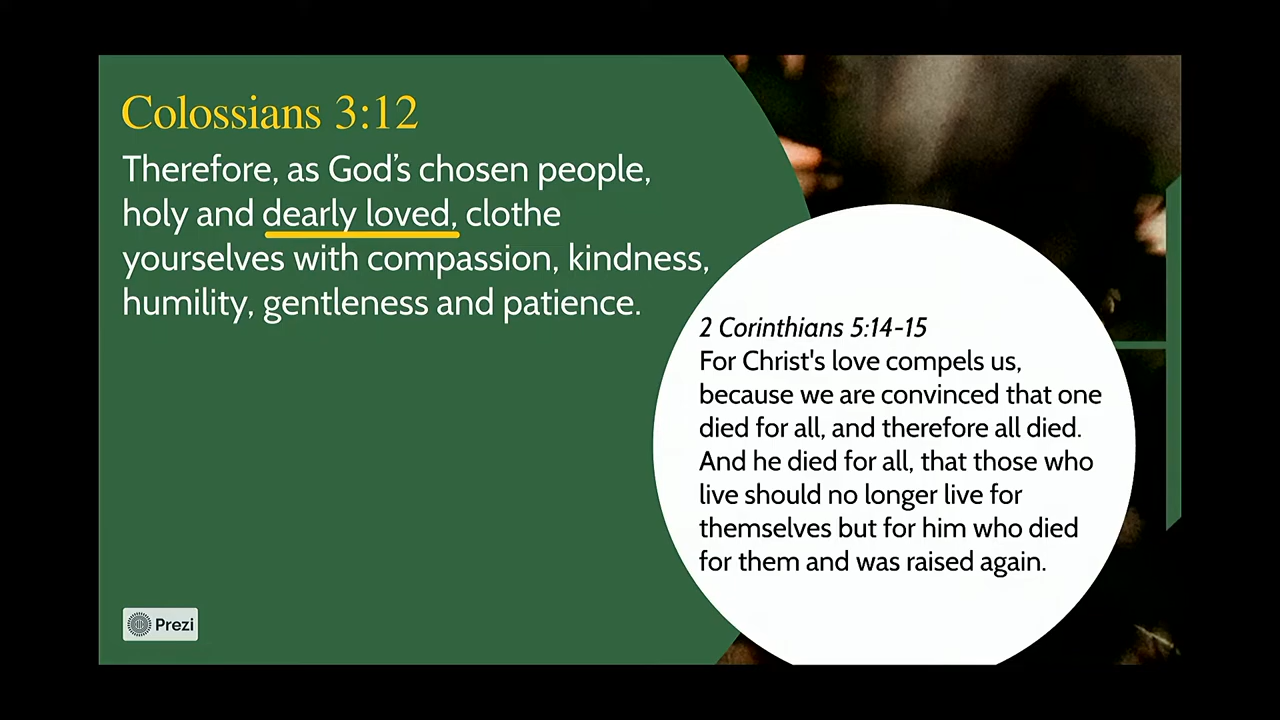 Colossians 3:12
Therefore, as God’s chosen people,
holy and dearly loved, clothe
yourselves with compassion, kindness,
humility, gentleness and patience.
2 Corinthians 5:14-15
For Christ's love compels us,
because we are convinced that one
died for all, and therefore all died.
And he died for all, that those who
live should no longer live for
themselves but for him who died
for them and was raised again.
Prezi